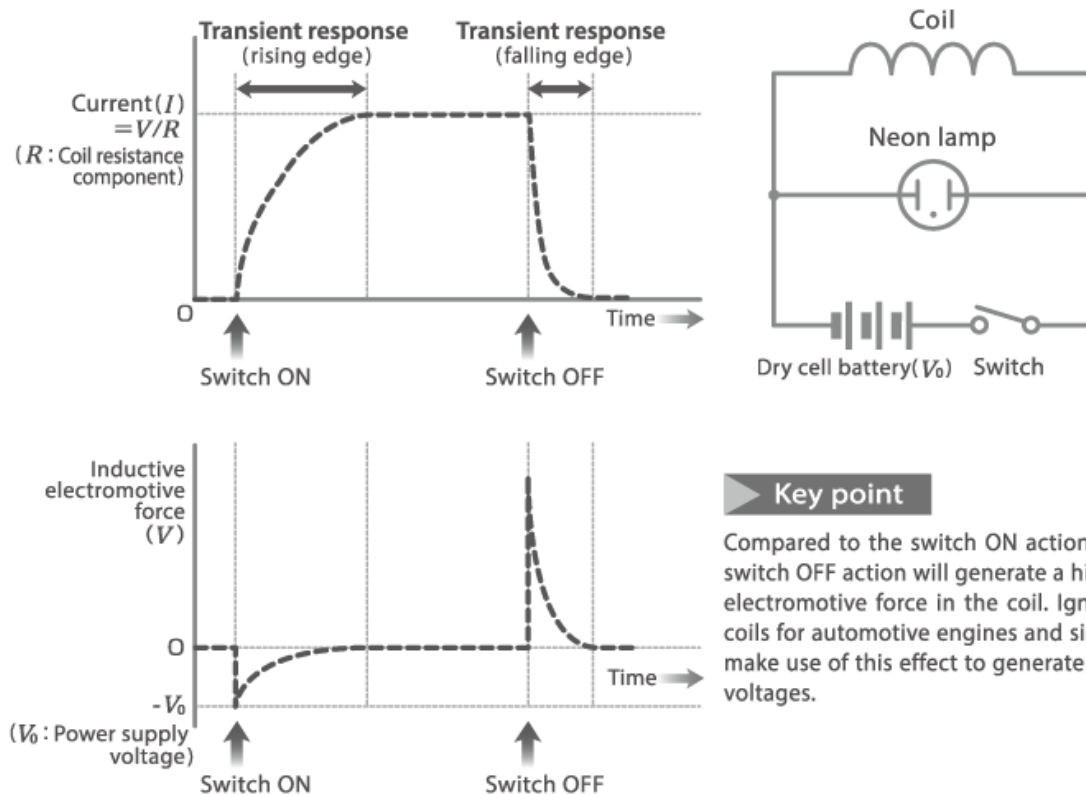 Transient response
(rising edge)
Transient response
(falling edge)
Current(I)
=V/R
(R: Coil resistance
component)
O
Time
Switch ON
Switch OFF
Coil
Neon lamp
Dry cell battery(V₀)
Switch
Inductive
electromotive
force
(V)
O
-V₀
(V₀: Power supply
voltage)
Time
Switch ON
Switch OFF
Key point
Compared to the switch ON action
switch OFF action will generate a
electromotive force in the coil.
coils for automotive engines and
make use of this effect to generate
voltages.